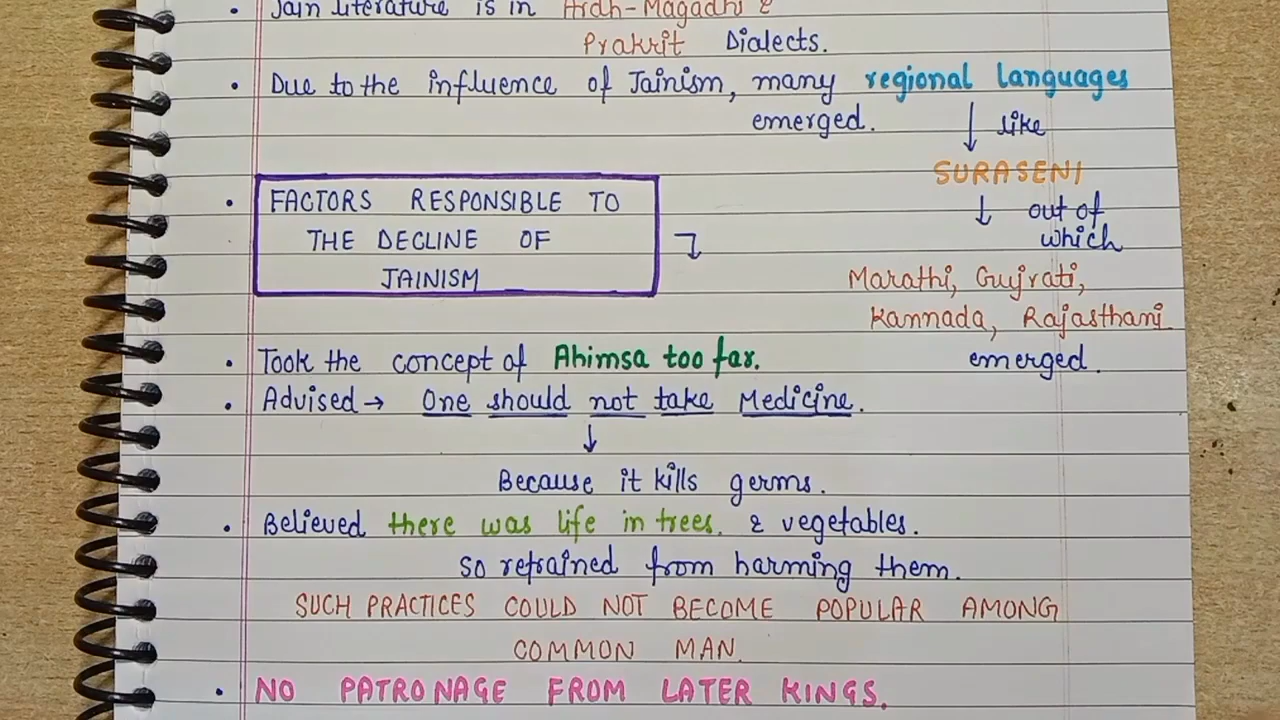 • Jain literature is in Ardh-Magadhi &
Prakrit Dialects.
• Due to the influence of Jainism, many regional languages
emerged.
↓ like
SURASENI
↓ out of
which
Marathi, Gujrati,
Kannada, Rajasthani
emerged.
• FACTORS RESPONSIBLE TO
THE DECLINE OF
JAINISM
• Took the concept of Ahimsa too far.
• Advised → One should not take Medicine.
↓
Because it kills germs.
• Believed there was life in trees. & vegetables.
so refrained from harming them.
SUCH PRACTICES COULD NOT BECOME POPULAR AMONG
COMMON MAN.
• NO PATRONAGE FROM LATER KINGS.